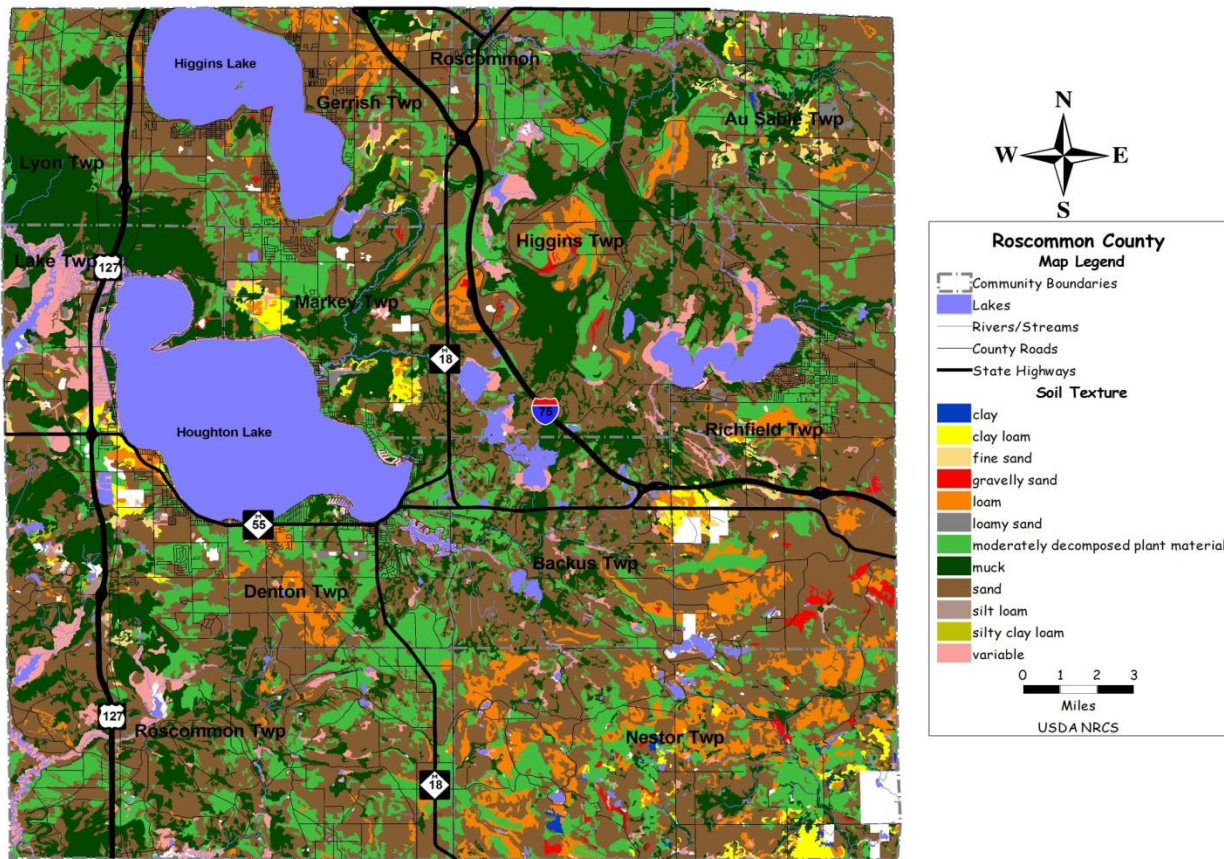 Higgins Lake
Roscommon
Gerrish Twp
Au Sable Twp
Lyon Twp
Higgins Twp
Lake Twp
127
Markey Twp
M
18
75
Houghton Lake
Richfield Twp
M
55
Backus Twp
Denton Twp
127
Roscommon Twp
Nestor Twp
M
18
N
W
E
S
Roscommon County
Map Legend
Community Boundaries
Lakes
Rivers/Streams
County Roads
State Highways
Soil Texture
clay
clay loam
fine sand
gravelly sand
loam
loamy sand
moderately decomposed plant material
muck
sand
silt loam
silty clay loam
variable
0 1 2 3
Miles
USDA NRCS